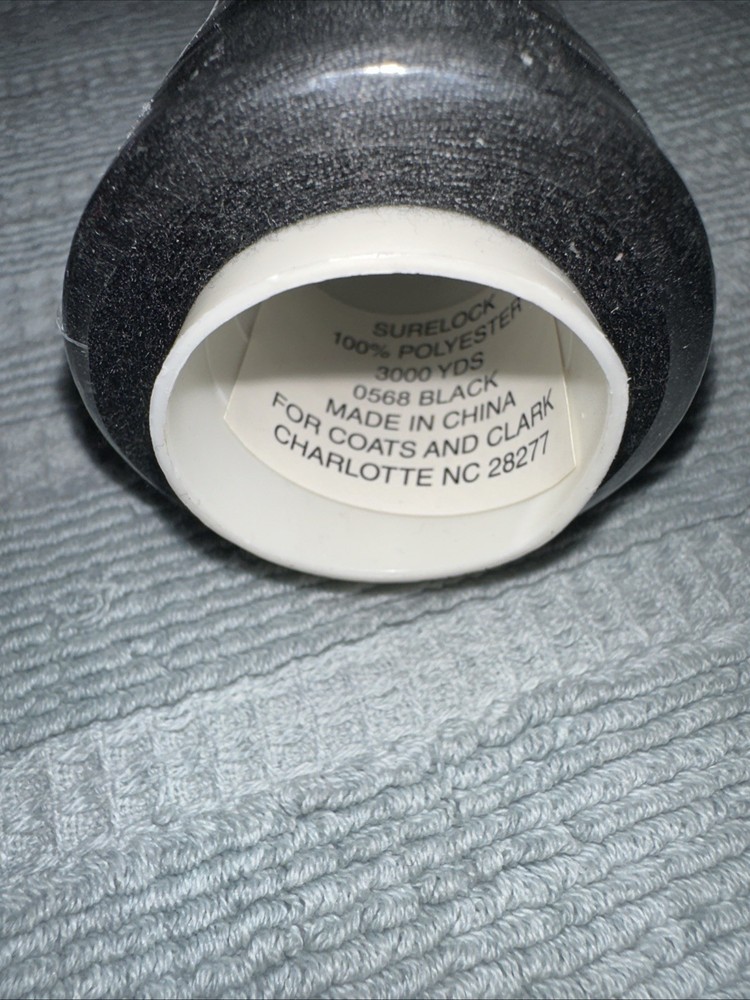 SURELOCK
100% POLYESTER
3000 YDS
0568 BLACK
MADE IN CHINA
FOR COATS AND CLARK
CHARLOTTE NC 28277